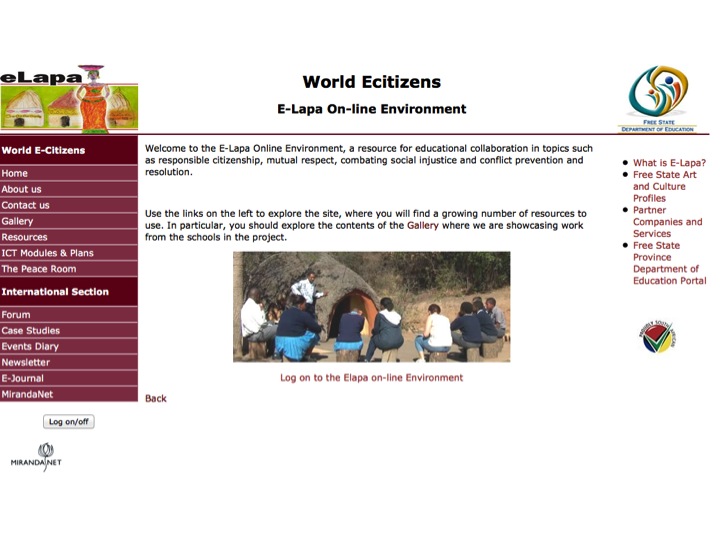 eLapa
World Ecitizens
E-Lapa On-line Environment
FREE STATE
DEPARTMENT OF EDUCATION
World E-Citizens
Home
About us
Contact us
Gallery
Resources
ICT Modules & Plans
The Peace Room
International Section
Forum
Case Studies
Events Diary
Newsletter
E-Journal
MirandaNet
Log on/off
MIRANDANET
Welcome to the E-Lapa Online Environment, a resource for educational collaboration in topics such
as responsible citizenship, mutual respect, combating social injustice and conflict prevention and
resolution.
Use the links on the left to explore the site, where you will find a growing number of resources to
use. In particular, you should explore the contents of the Gallery where we are showcasing work
from the schools in the project.
Log on to the Elapa on-line Environment
Back
What is E-Lapa?
Free State Art
and Culture
Profiles
Partner
Companies and
Services
Free State
Province
Department of
Education Portal
PROUDLY SOUTH AFRICAN